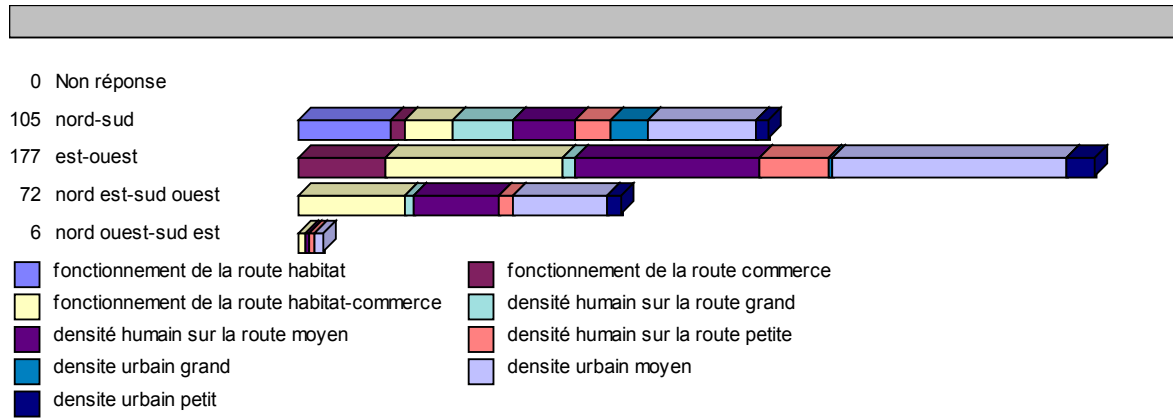 0 Non réponse
105 nord-sud
177 est-ouest
72 nord est-sud ouest
6 nord ouest-sud est
fonctionnement de la route habitat
fonctionnement de la route commerce
fonctionnement de la route habitat-commerce
densité humain sur la route grand
densité humain sur la route moyen
densité humain sur la route petite
densite urbain grand
densite urbain moyen
densite urbain petit